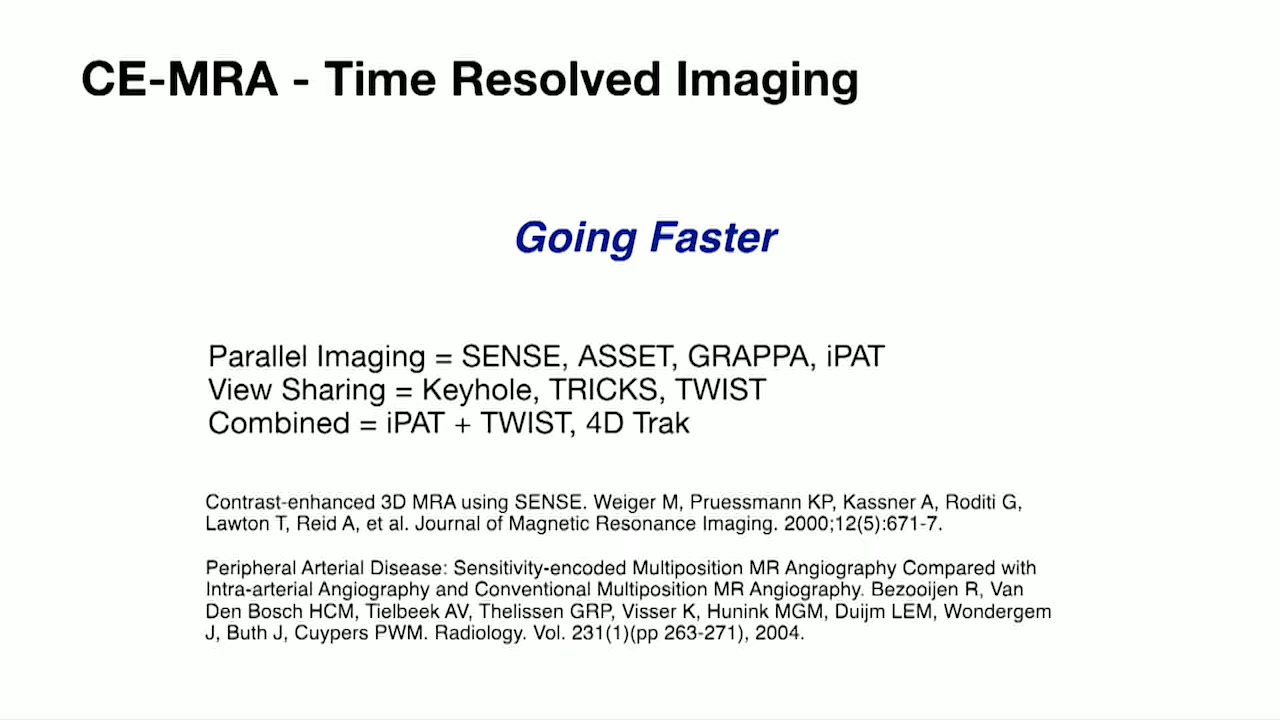 CE-MRA - Time Resolved Imaging
Going Faster
Parallel Imaging = SENSE, ASSET, GRAPPA, iPAT
View Sharing = Keyhole, TRICKS, TWIST
Combined = iPAT + TWIST, 4D Trak
Contrast-enhanced 3D MRA using SENSE. Weiger M, Pruessmann KP, Kassner A, Roditi G,
Lawton T, Reid A, et al. Journal of Magnetic Resonance Imaging. 2000;12(5):671-7.
Peripheral Arterial Disease: Sensitivity-encoded Multiposition MR Angiography Compared with
Intra-arterial Angiography and Conventional Multiposition MR Angiography. Bezooijen R, Van
Den Bosch HCM, Tielbeek AV, Thelissen GRP, Visser K, Hunink MGM, Duijm LEM, Wondergem
J, Buth J, Cuypers PWM. Radiology. Vol. 231(1)(pp 263-271), 2004.